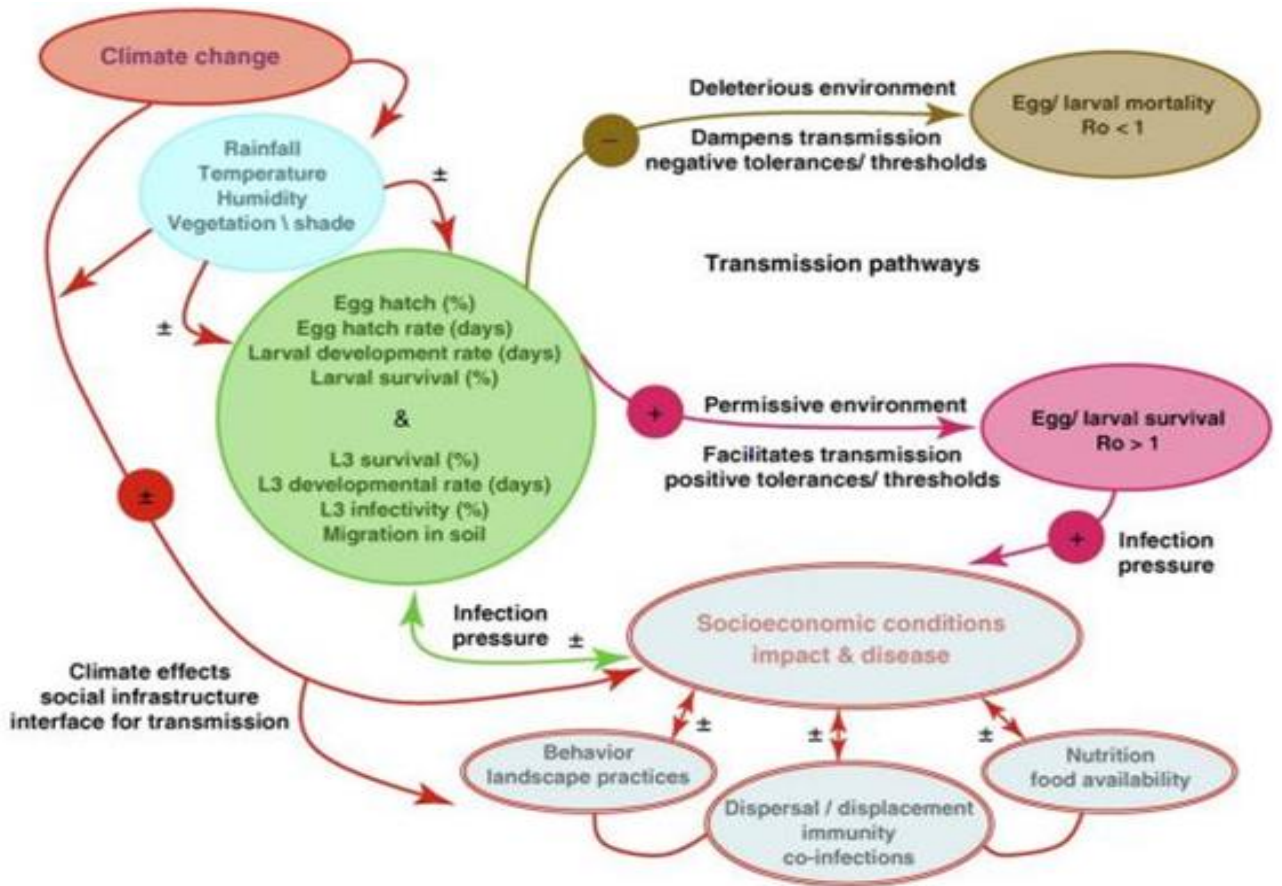 Climate change
Rainfall
Temperature
Humidity
Vegetation \ shade
±
±
Egg hatch (%)
Egg hatch rate (days)
Larval development rate (days)
Larval survival (%)
&
L3 survival (%)
L3 developmental rate (days)
L3 infectivity (%)
Migration in soil
−
Deleterious environment
Dampens transmission
negative tolerances/ thresholds
Egg/ larval mortality
Ro < 1
Transmission pathways
+
Permissive environment
Facilitates transmission
positive tolerances/ thresholds
Egg/ larval survival
Ro > 1
+
Infection
pressure
±
Infection
pressure ±
Socioeconomic conditions
impact & disease
Climate effects
social infrastructure
interface for transmission
±
±
±
Behavior
landscape practices
Dispersal / displacement
immunity
co-infections
Nutrition
food availability